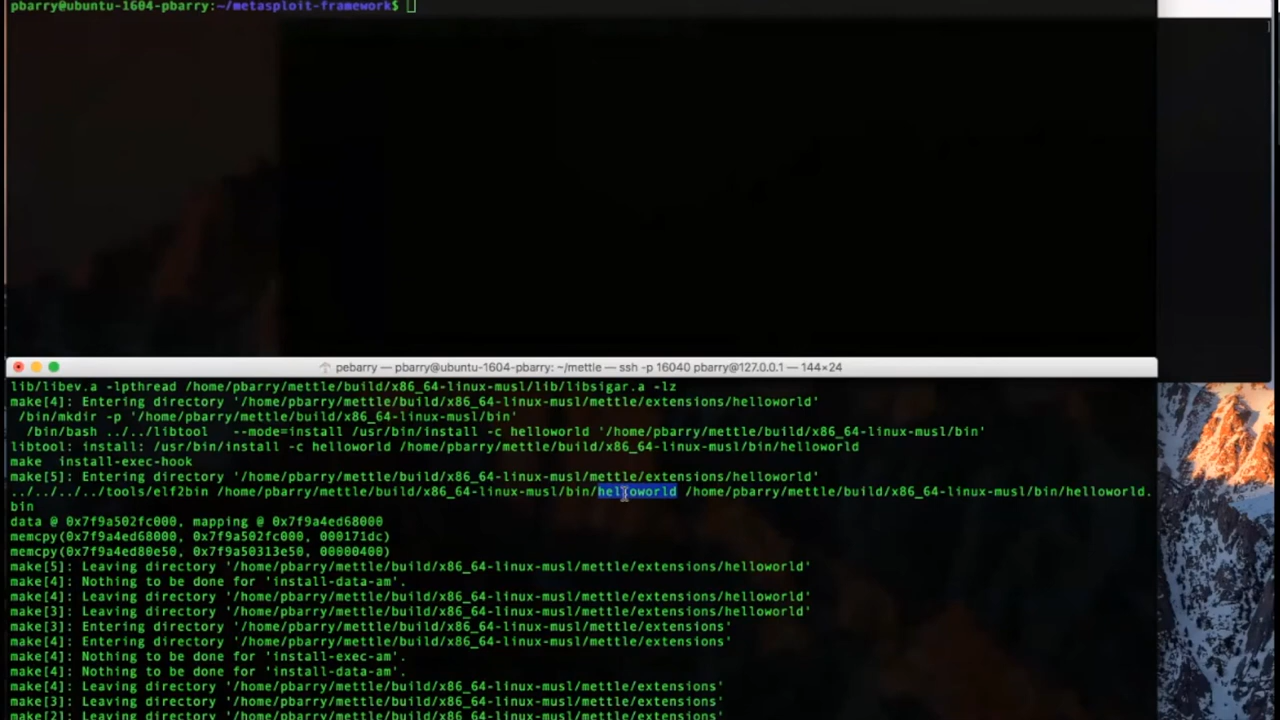 pbarry@ubuntu-1604-pbarry:~/metasploit-framework$
pebarry — pbarry@ubuntu-1604-pbarry: ~/mettle — ssh -p 16040 pbarry@127.0.0.1 — 144×24
lib/libev.a -lpthread /home/pbarry/mettle/build/x86_64-linux-musl/lib/libsigar.a -lz
make[4]: Entering directory '/home/pbarry/mettle/build/x86_64-linux-musl/mettle/extensions/helloworld'
/bin/mkdir -p '/home/pbarry/mettle/build/x86_64-linux-musl/bin'
/bin/bash ../../libtool   --mode=install /usr/bin/install -c helloworld '/home/pbarry/mettle/build/x86_64-linux-musl/bin'
libtool: install: /usr/bin/install -c helloworld /home/pbarry/mettle/build/x86_64-linux-musl/bin/helloworld
make  install-exec-hook
make[5]: Entering directory '/home/pbarry/mettle/build/x86_64-linux-musl/mettle/extensions/helloworld'
../../../../tools/elf2bin /home/pbarry/mettle/build/x86_64-linux-musl/bin/helloworld /home/pbarry/mettle/build/x86_64-linux-musl/bin/helloworld.
bin
data @ 0x7f9a502fc000, mapping @ 0x7f9a4ed68000
memcpy(0x7f9a4ed68000, 0x7f9a502fc000, 000171dc)
memcpy(0x7f9a4ed80e50, 0x7f9a50313e50, 00000400)
make[5]: Leaving directory '/home/pbarry/mettle/build/x86_64-linux-musl/mettle/extensions/helloworld'
make[4]: Nothing to be done for 'install-data-am'.
make[4]: Leaving directory '/home/pbarry/mettle/build/x86_64-linux-musl/mettle/extensions/helloworld'
make[3]: Leaving directory '/home/pbarry/mettle/build/x86_64-linux-musl/mettle/extensions/helloworld'
make[3]: Entering directory '/home/pbarry/mettle/build/x86_64-linux-musl/mettle/extensions'
make[4]: Entering directory '/home/pbarry/mettle/build/x86_64-linux-musl/mettle/extensions'
make[4]: Nothing to be done for 'install-exec-am'.
make[4]: Nothing to be done for 'install-data-am'.
make[4]: Leaving directory '/home/pbarry/mettle/build/x86_64-linux-musl/mettle/extensions'
make[3]: Leaving directory '/home/pbarry/mettle/build/x86_64-linux-musl/mettle/extensions'
make[2]: Leaving directory '/home/pbarry/mettle/build/x86_64-linux-musl/mettle/extensions'